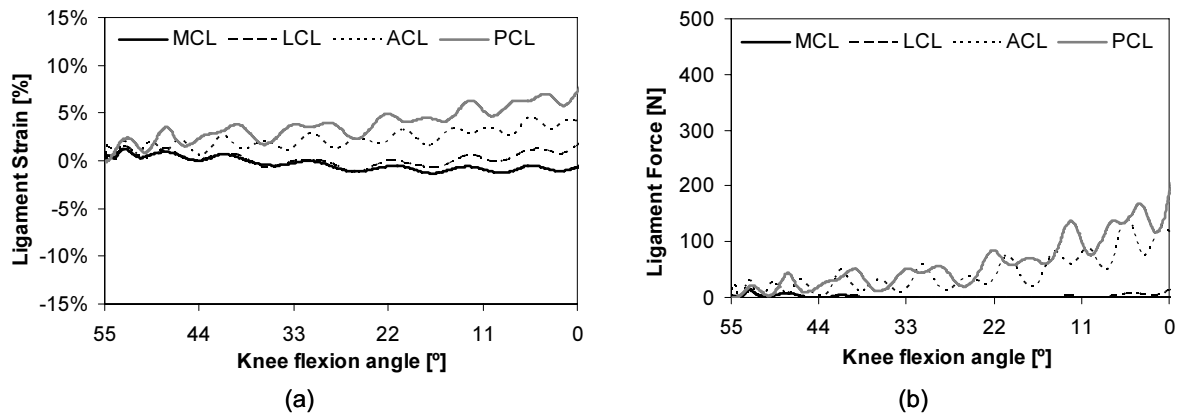 15%
10%
5%
0%
-5%
-10%
-15%
Ligament Strain [%]
MCL LCL ACL PCL
55 44 33 22 11 0
Knee flexion angle [º]
(a)
500
400
300
200
100
0
Ligament Force [N]
MCL LCL ACL PCL
55 44 33 22 11 0
Knee flexion angle [º]
(b)